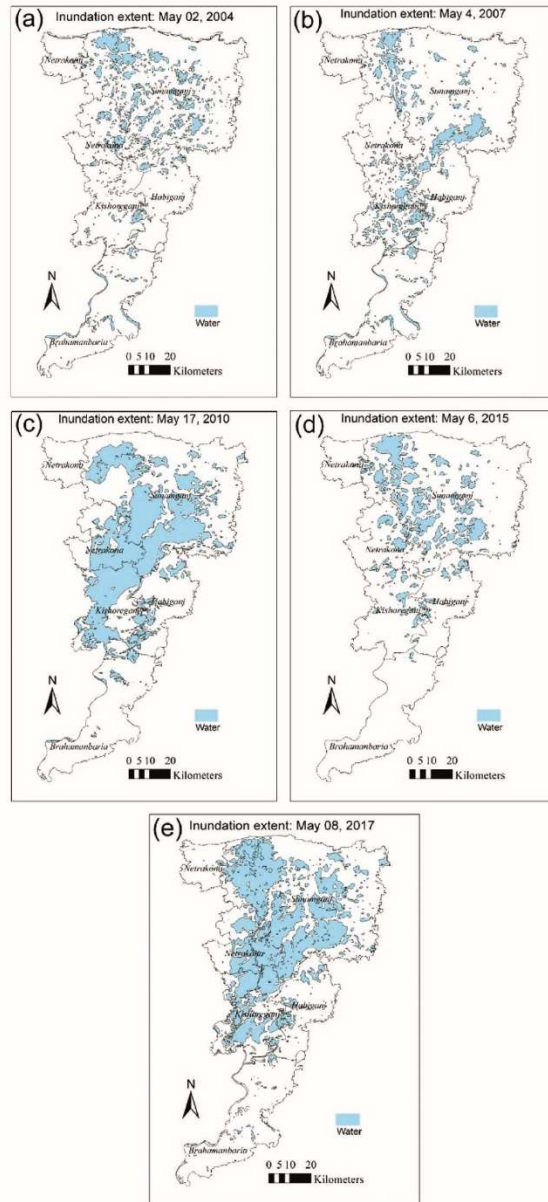 (a) Inundation extent: May 02, 2004
Netrakona
Sunamganj
Netrakona
Habiganj
Kishoreganj
N
Water
Brahamanbaria
0 5 10 20
Kilometers
(b) Inundation extent: May 4, 2007
Netrakona
Sunamganj
Netrakona
Habiganj
Kishoreganj
N
Water
Brahamanbaria
0 5 10 20
Kilometers
(c) Inundation extent: May 17, 2010
Netrakona
Sunamganj
Netrakona
Habiganj
Kishoreganj
N
Water
Brahamanbaria
0 5 10 20
Kilometers
(d) Inundation extent: May 6, 2015
Netrakona
Sunamganj
Netrakona
Habiganj
Kishoreganj
N
Water
Brahamanbaria
0 5 10 20
Kilometers
(e) Inundation extent: May 08, 2017
Netrakona
Sunamganj
Netrakona
Habiganj
Kishoreganj
N
Water
Brahamanbaria
0 5 10 20
Kilometers